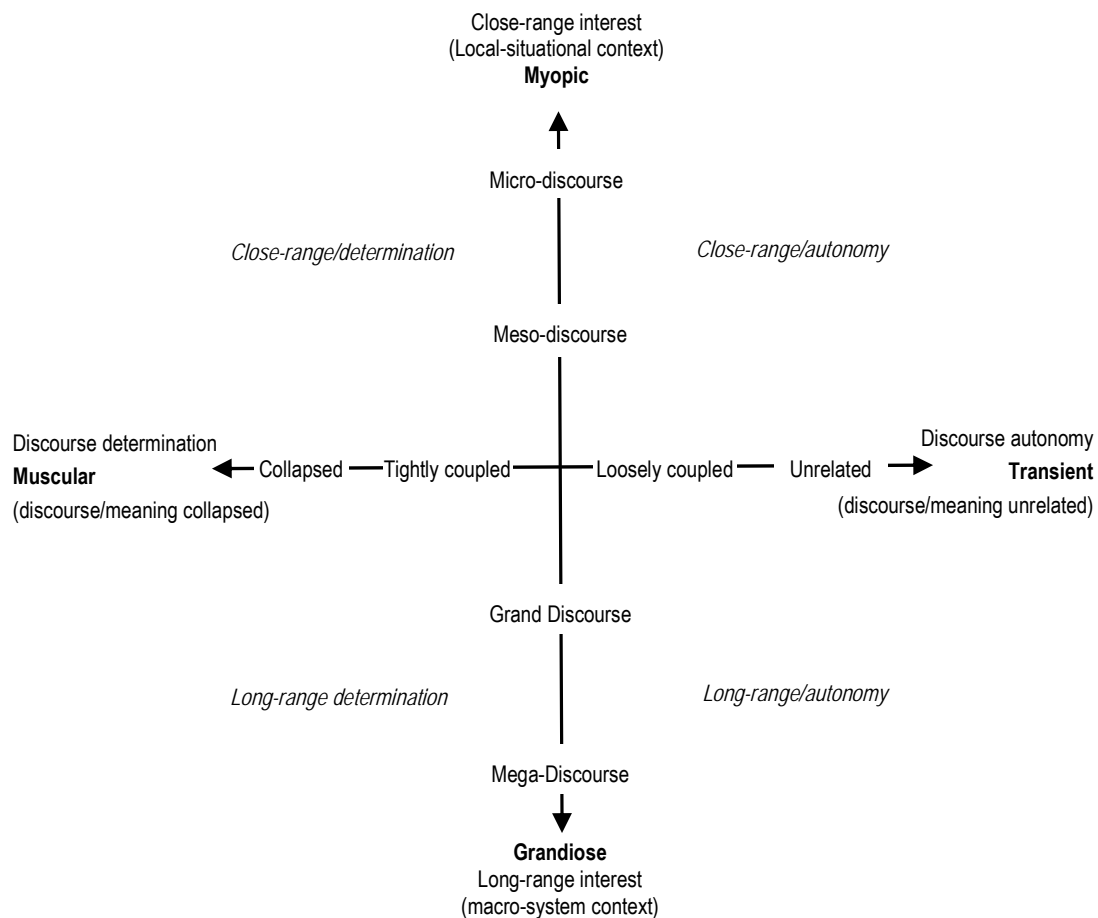 Close-range interest
(Local-situational context)
Myopic
Micro-discourse
Close-range/determination
Close-range/autonomy
Meso-discourse
Discourse determination
Muscular
(discourse/meaning collapsed)
Collapsed
Tightly coupled
Loosely coupled
Unrelated
Discourse autonomy
Transient
(discourse/meaning unrelated)
Grand Discourse
Long-range determination
Long-range/autonomy
Mega-Discourse
Grandiose
Long-range interest
(macro-system context)